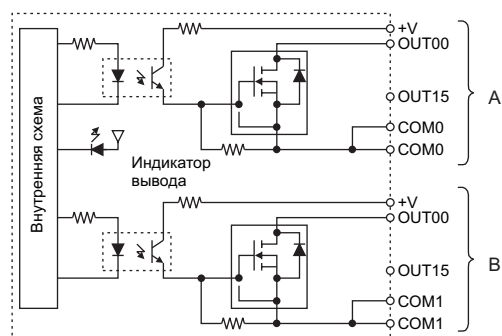 Внутренняя схема
+V
OUT00
OUT15
COM0
COM0
A
Индикатор
вывода
+V
OUT00
OUT15
COM1
COM1
B